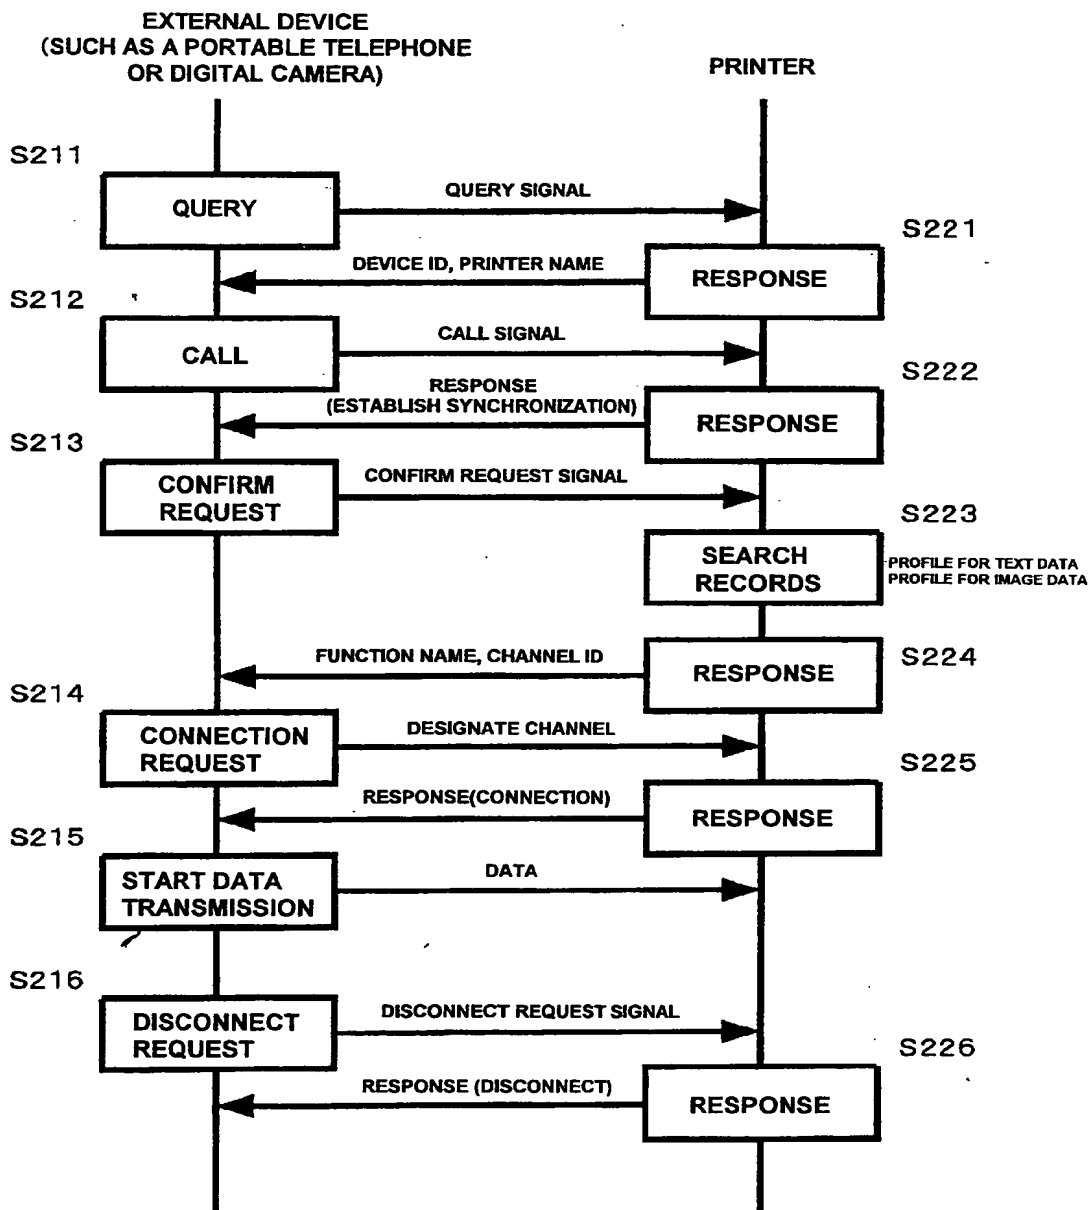 EXTERNAL DEVICE
(SUCH AS A PORTABLE TELEPHONE
OR DIGITAL CAMERA)
PRINTER
S211
QUERY
QUERY SIGNAL
S221
DEVICE ID, PRINTER NAME
RESPONSE
S212
CALL
CALL SIGNAL
S222
RESPONSE
(ESTABLISH SYNCHRONIZATION)
RESPONSE
S213
CONFIRM
REQUEST
CONFIRM REQUEST SIGNAL
S223
SEARCH
RECORDS
PROFILE FOR TEXT DATA
PROFILE FOR IMAGE DATA
FUNCTION NAME, CHANNEL ID
RESPONSE
S224
S214
CONNECTION
REQUEST
DESIGNATE CHANNEL
S225
RESPONSE(CONNECTION)
RESPONSE
S215
START DATA
TRANSMISSION
DATA
S216
DISCONNECT
REQUEST
DISCONNECT REQUEST SIGNAL
S226
RESPONSE (DISCONNECT)
RESPONSE